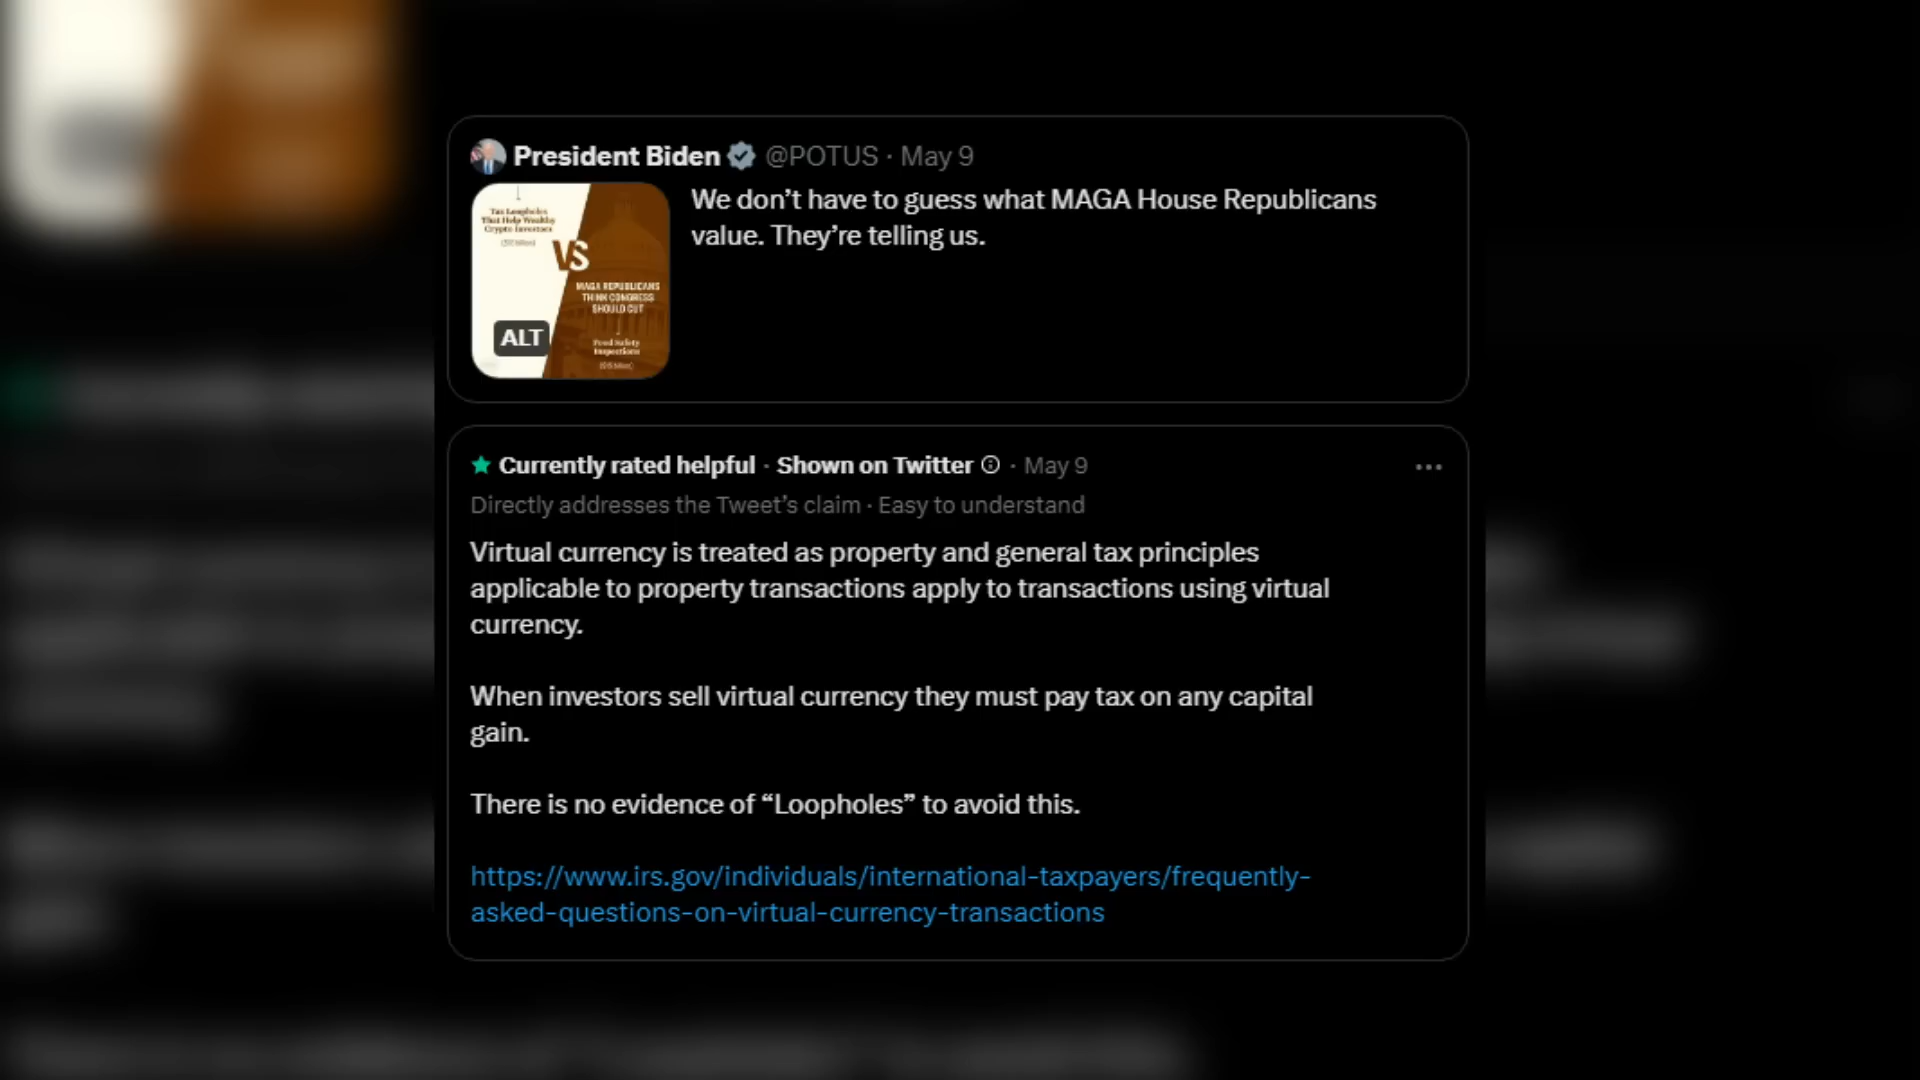 President Biden @POTUS · May 9
We don't have to guess what MAGA House Republicans
value. They're telling us.
Tax Loopholes
That Help Wealthy
Crypto Investors
VS
MAGA REPUBLICANS
THINK CONGRESS
SHOULD CUT
Food Safety
Inspections
ALT
Currently rated helpful · Shown on Twitter · May 9
Directly addresses the Tweet's claim · Easy to understand
Virtual currency is treated as property and general tax principles
applicable to property transactions apply to transactions using virtual
currency.
When investors sell virtual currency they must pay tax on any capital
gain.
There is no evidence of “Loopholes” to avoid this.
https://www.irs.gov/individuals/international-taxpayers/frequently-
asked-questions-on-virtual-currency-transactions